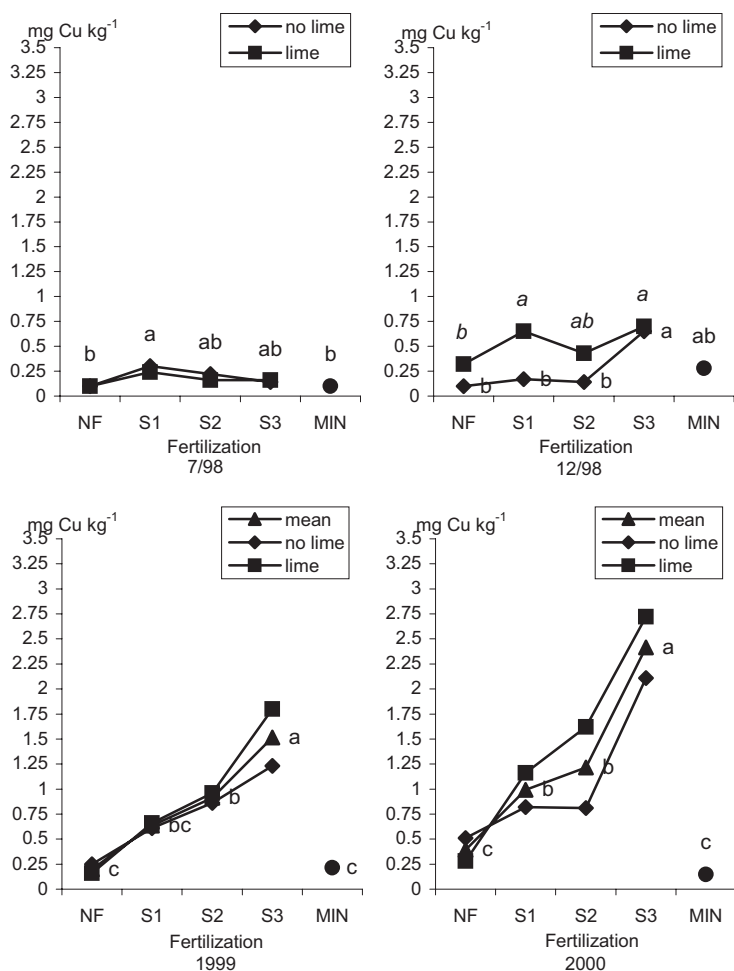 mg Cu kg-1
no lime
lime
3.5
3.25
3
2.75
2.5
2.25
2
1.75
1.5
1.25
1
0.75
0.5
0.25
0
b a ab ab b
NF S1 S2 S3 MIN
Fertilization
7/98
mg Cu kg-1
no lime
lime
3.5
3.25
3
2.75
2.5
2.25
2
1.75
1.5
1.25
1
0.75
0.5
0.25
0
b a ab a ab
b b b a
NF S1 S2 S3 MIN
Fertilization
12/98
mg Cu kg-1
mean
no lime
lime
3.5
3.25
3
2.75
2.5
2.25
2
1.75
1.5
1.25
1
0.75
0.5
0.25
0
c bc b a c
NF S1 S2 S3 MIN
Fertilization
1999
mg Cu kg-1
mean
no lime
lime
3.5
3.25
3
2.75
2.5
2.25
2
1.75
1.5
1.25
1
0.75
0.5
0.25
0
c b b a c
NF S1 S2 S3 MIN
Fertilization
2000